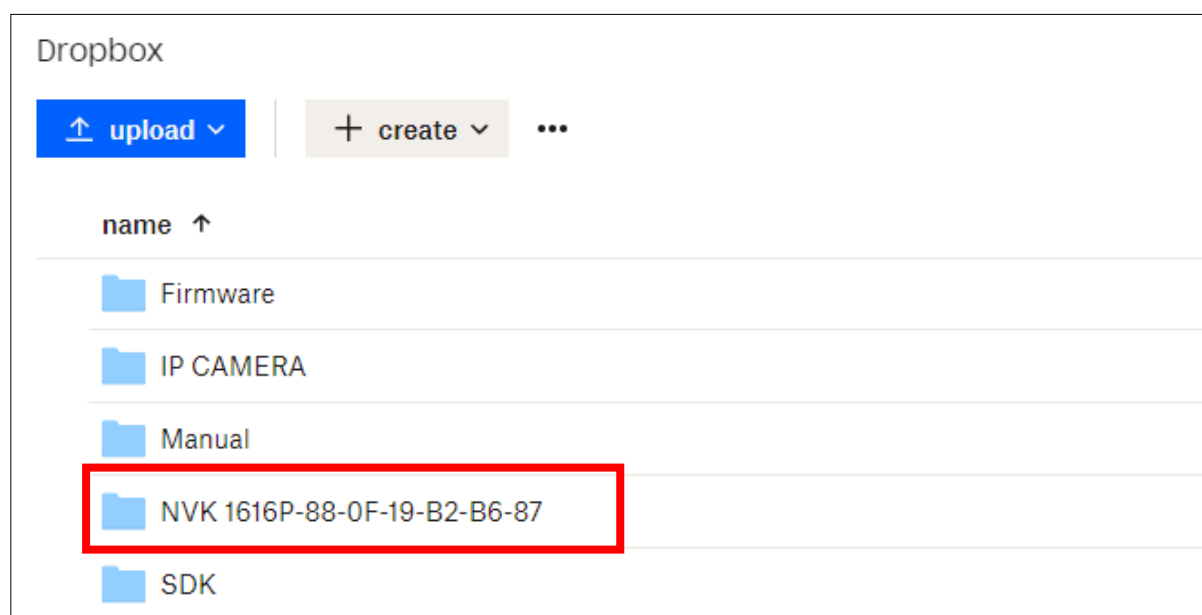 Dropbox
upload + create •••
name ↑
Firmware
IP CAMERA
Manual
NVK 1616P-88-0F-19-B2-B6-87
SDK